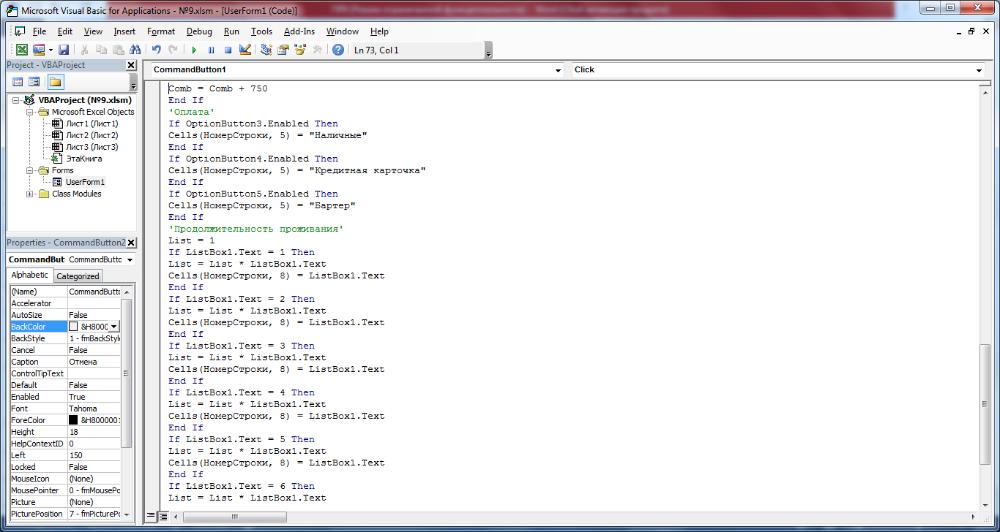 Microsoft Visual Basic for Applications - №9.xlsm - [UserForm1 (Code)]
File Edit View Insert Format Debug Run Tools Add-Ins Window Help
Ln 73, Col 1
Project - VBAProject
VBAProject (№9.xlsm)
Microsoft Excel Objects
Лист1 (Лист1)
Лист2 (Лист2)
Лист3 (Лист3)
ЭтаКнига
Forms
UserForm1
Class Modules
Properties - CommandButton2
CommandBut CommandButto
Alphabetic Categorized
(Name) CommandButto
Accelerator
AutoSize False
BackColor &H8000
BackStyle 1 - fmBackStyle
Cancel False
Caption Отмена
ControlTipText
Default False
Enabled True
Font Tahoma
ForeColor &H8000001
Height 18
HelpContextID 0
Left 150
Locked False
MouseIcon (None)
MousePointer 0 - fmMousePo
Picture (None)
PicturePosition 7 - fmPicturePo
CommandButton1 Click
Comb = Comb + 750
End If
'Оплата'
If OptionButton3.Enabled Then
Cells(НомерСтроки, 5) = "Наличные"
End If
If OptionButton4.Enabled Then
Cells(НомерСтроки, 5) = "Кредитная карточка"
End If
If OptionButton5.Enabled Then
Cells(НомерСтроки, 5) = "Бартер"
End If
'Продолжительность проживания'
List = 1
If ListBox1.Text = 1 Then
List = List * ListBox1.Text
Cells(НомерСтроки, 8) = ListBox1.Text
End If
If ListBox1.Text = 2 Then
List = List * ListBox1.Text
Cells(НомерСтроки, 8) = ListBox1.Text
End If
If ListBox1.Text = 3 Then
List = List * ListBox1.Text
Cells(НомерСтроки, 8) = ListBox1.Text
End If
If ListBox1.Text = 4 Then
List = List * ListBox1.Text
Cells(НомерСтроки, 8) = ListBox1.Text
End If
If ListBox1.Text = 5 Then
List = List * ListBox1.Text
Cells(НомерСтроки, 8) = ListBox1.Text
End If
If ListBox1.Text = 6 Then
List = List * ListBox1.Text